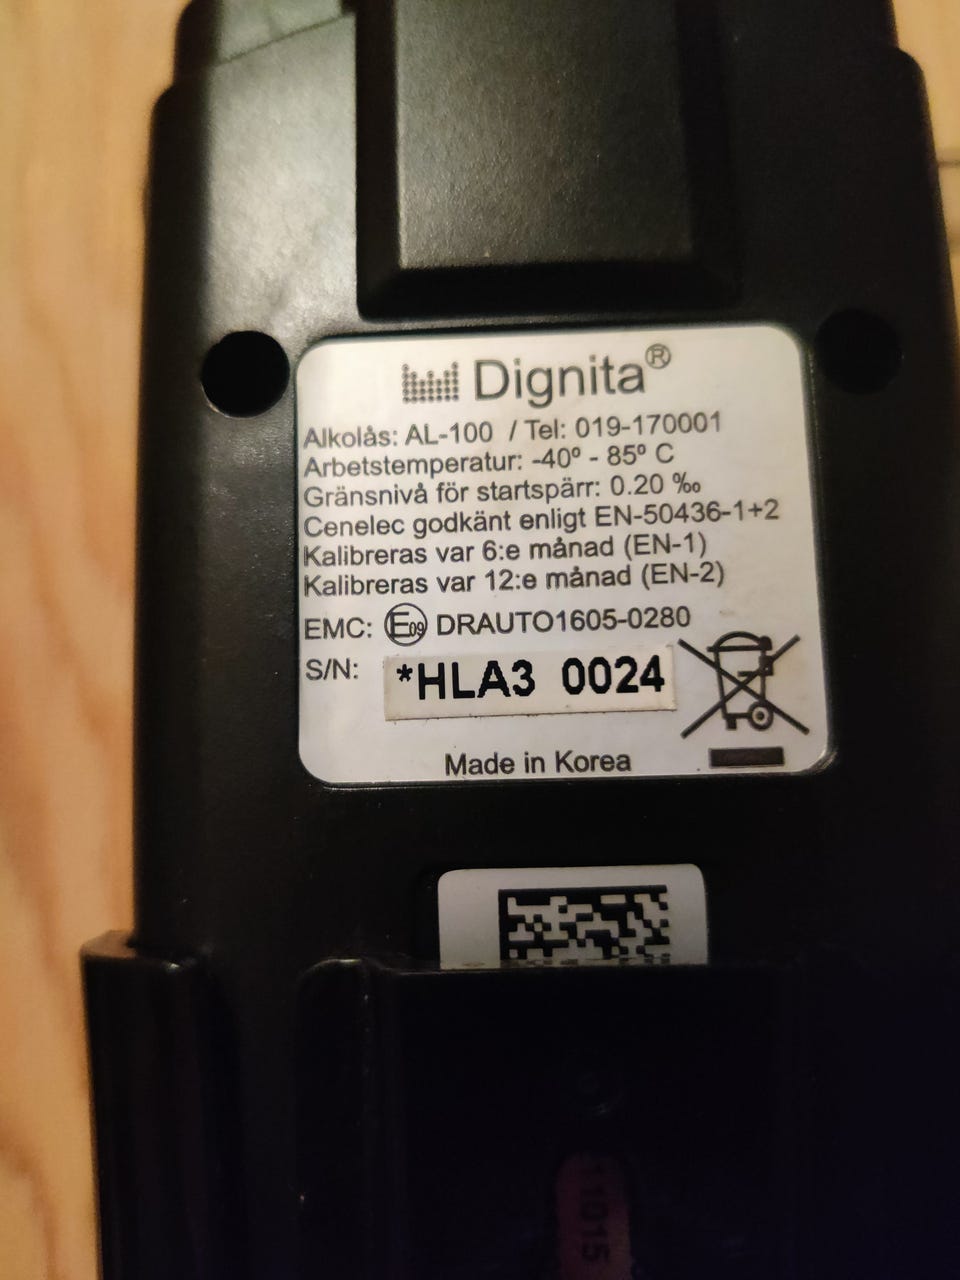 Dignita®
Alkolås: AL-100 / Tel: 019-170001
Arbetstemperatur: -40º - 85º C
Gränsnivå för startspärr: 0.20 ‰
Cenelec godkänt enligt EN-50436-1+2
Kalibreras var 6:e månad (EN-1)
Kalibreras var 12:e månad (EN-2)
EMC: E09 DRAUTO1605-0280
S/N: *HLA3 0024
Made in Korea